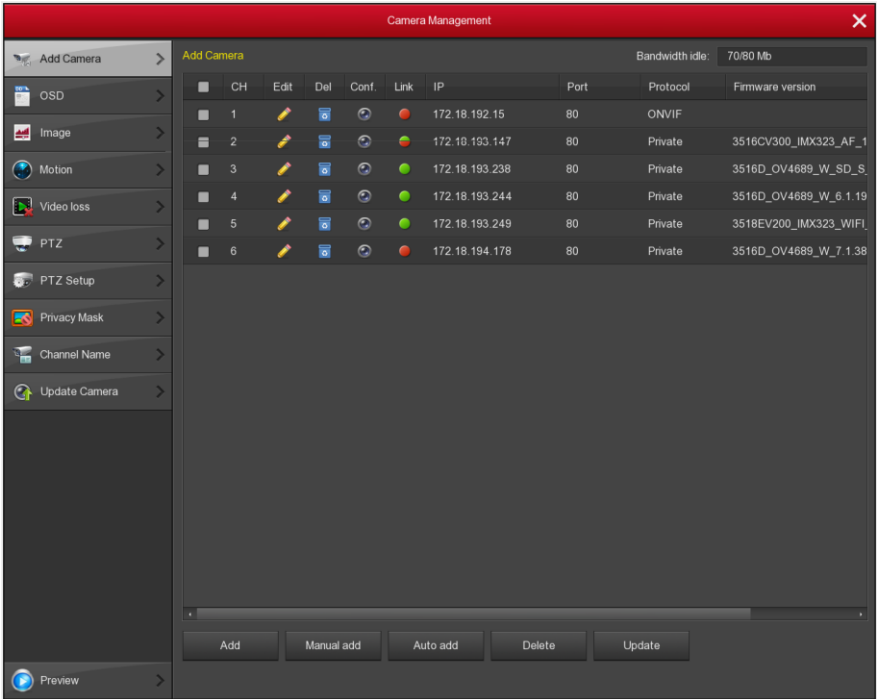 Camera Management
Add Camera
OSD
Image
Motion
Video loss
PTZ
PTZ Setup
Privacy Mask
Channel Name
Update Camera
Preview
Add Camera Bandwidth idle: 70/80 Mb
CH Edit Del Conf. Link IP Port Protocol Firmware version
1 172.18.192.15 80 ONVIF
2 172.18.193.147 80 Private 3516CV300_IMX323_AF_1
3 172.18.193.238 80 Private 3516D_OV4689_W_SD_S_
4 172.18.193.244 80 Private 3516D_OV4689_W_6.1.19
5 172.18.193.249 80 Private 3518EV200_IMX323_WIFI_
6 172.18.194.178 80 Private 3516D_OV4689_W_7.1.38
Add Manual add Auto add Delete Update